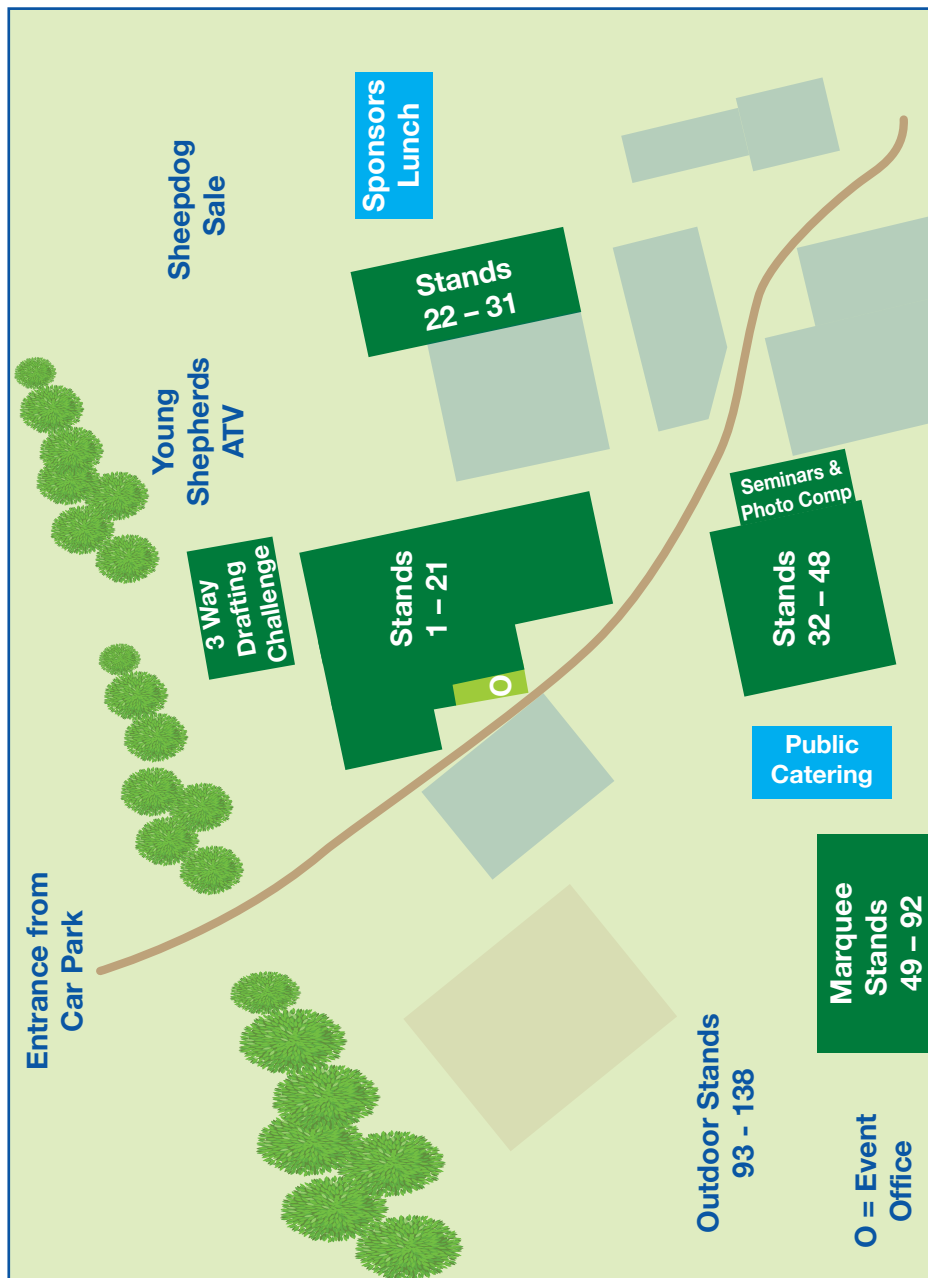 Entrance from
Car Park
Young
Shepherds
ATV
Sheepdog
Sale
3 Way
Drafting
Challenge
Sponsors
Lunch
Stands
22 – 31
Stands
1 – 21
O
Seminars &
Photo Comp
Stands
32 – 48
Public
Catering
Marquee
Stands
49 – 92
Outdoor Stands
93 - 138
O = Event
Office